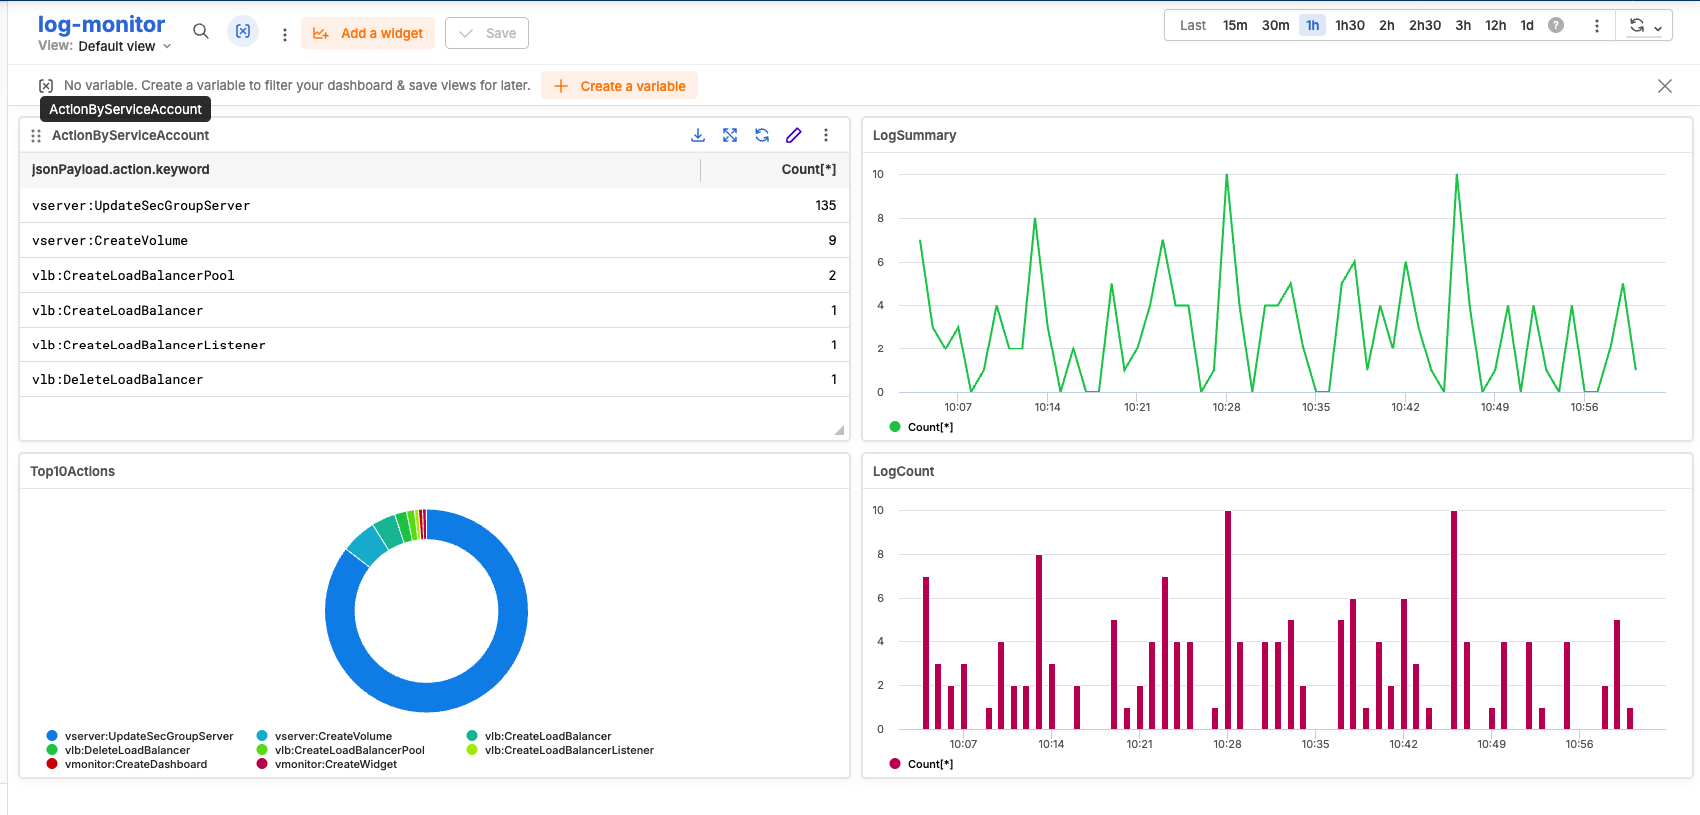 log-monitor
View: Default view
Add a widget
Save
Last 15m 30m 1h 1h30 2h 2h30 3h 12h 1d ?
No variable. Create a variable to filter your dashboard & save views for later.
Create a variable
ActionByServiceAccount
ActionByServiceAccount
jsonPayload.action.keyword Count[*]
vserver:UpdateSecGroupServer 135
vserver:CreateVolume 9
vlb:CreateLoadBalancerPool 2
vlb:CreateLoadBalancer 1
vlb:CreateLoadBalancerListener 1
vlb:DeleteLoadBalancer 1
LogSummary
10
8
6
4
2
0
10:07 10:14 10:21 10:28 10:35 10:42 10:49 10:56
Count[*]
Top10Actions
vserver:UpdateSecGroupServer vserver:CreateVolume vlb:CreateLoadBalancer
vlb:DeleteLoadBalancer vlb:CreateLoadBalancerPool vlb:CreateLoadBalancerListener
vmonitor:CreateDashboard vmonitor:CreateWidget
LogCount
10
8
6
4
2
0
10:07 10:14 10:21 10:28 10:35 10:42 10:49 10:56
Count[*]